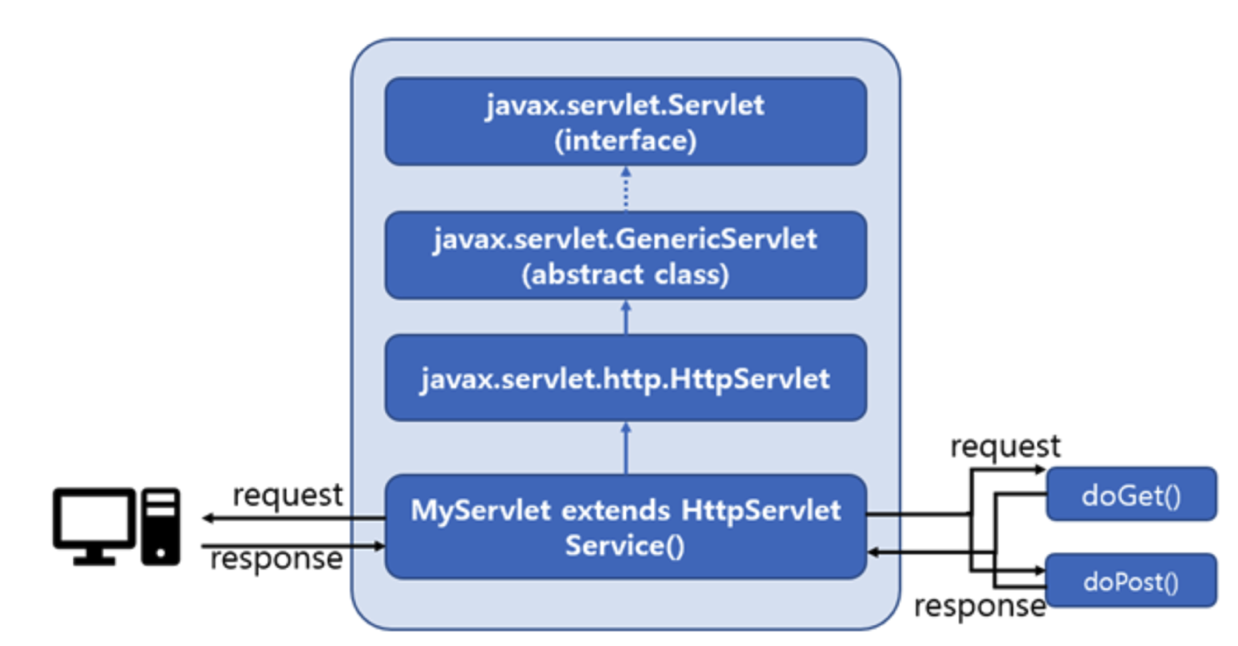 javax.servlet.Servlet
(interface)
javax.servlet.GenericServlet
(abstract class)
javax.servlet.http.HttpServlet
request
response
MyServlet extends HttpServlet
Service()
request
doGet()
doPost()
response